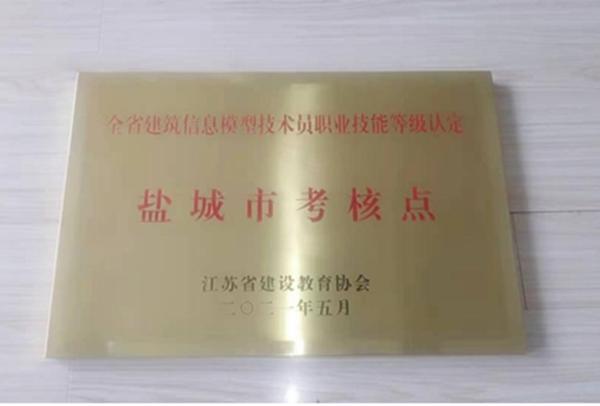 全省建筑信息模型技术员职业技能等级认定
盐城市考核点
江苏省建设教育协会
二〇二一年五月